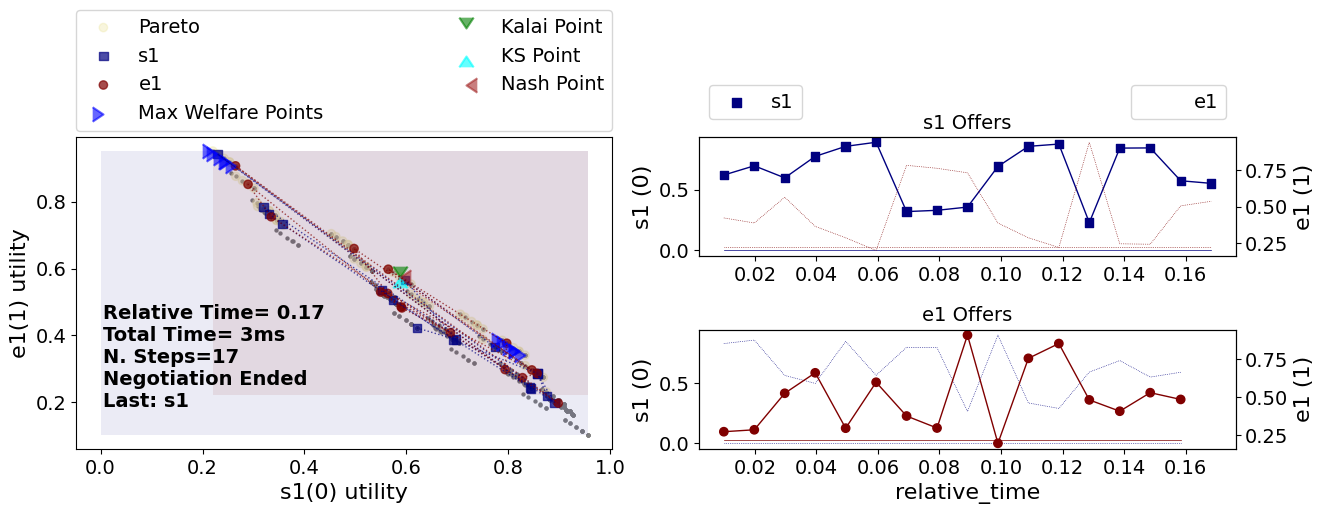 Pareto
s1
e1
Max Welfare Points
Kalai Point
KS Point
Nash Point
e1(1) utility
0.8
0.6
0.4
0.2
Relative Time= 0.17
Total Time= 3ms
N. Steps=17
Negotiation Ended
Last: s1
0.0 0.2 0.4 0.6 0.8 1.0
s1(0) utility
s1
e1
s1 Offers
s1 (0)
0.5
0.0
0.75
0.50
0.25
e1 (1)
0.02 0.04 0.06 0.08 0.10 0.12 0.14 0.16
e1 Offers
s1 (0)
0.5
0.0
0.75
0.50
0.25
e1 (1)
0.02 0.04 0.06 0.08 0.10 0.12 0.14 0.16
relative_time